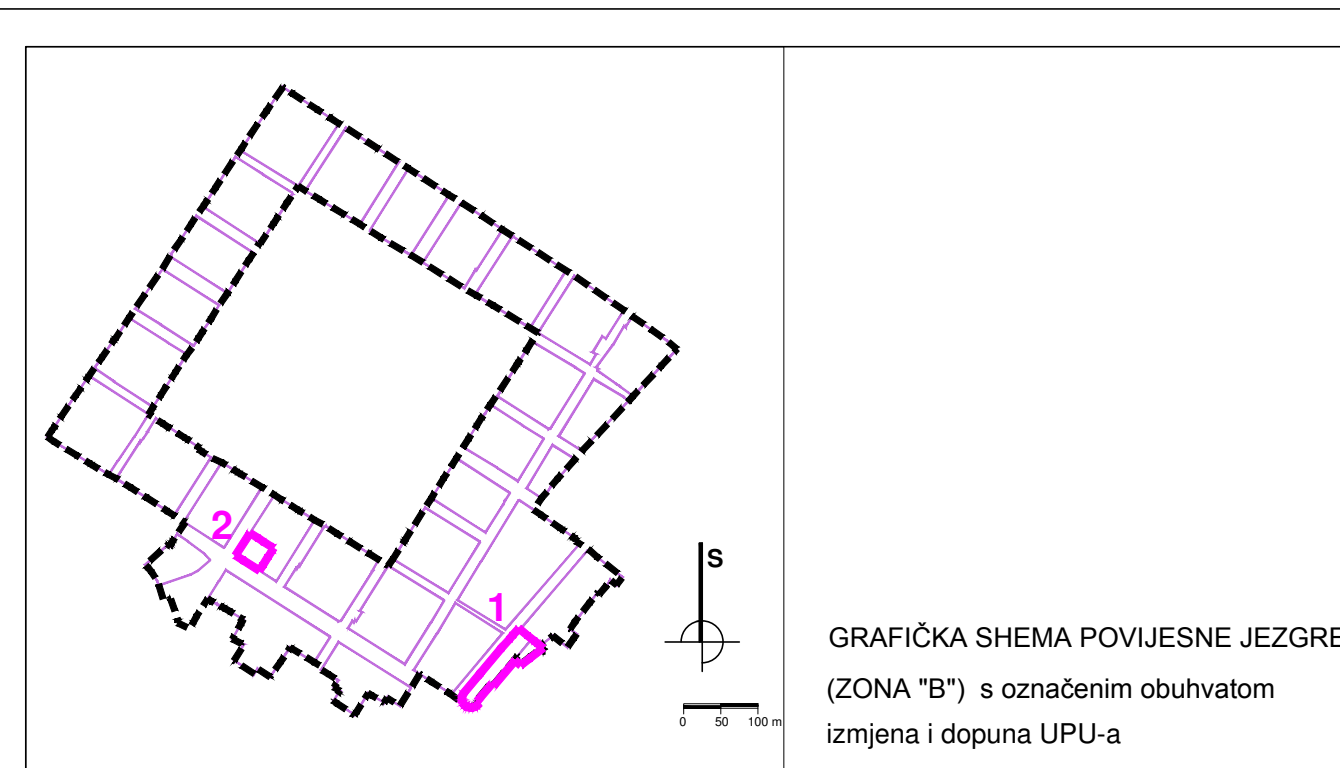 2
1
S
0 50 100 m
GRAFIČKA SHEMA POVIJESNE JEZGRE
(ZONA "B") s označenim obuhvatom
izmjena i dopuna UPU-a